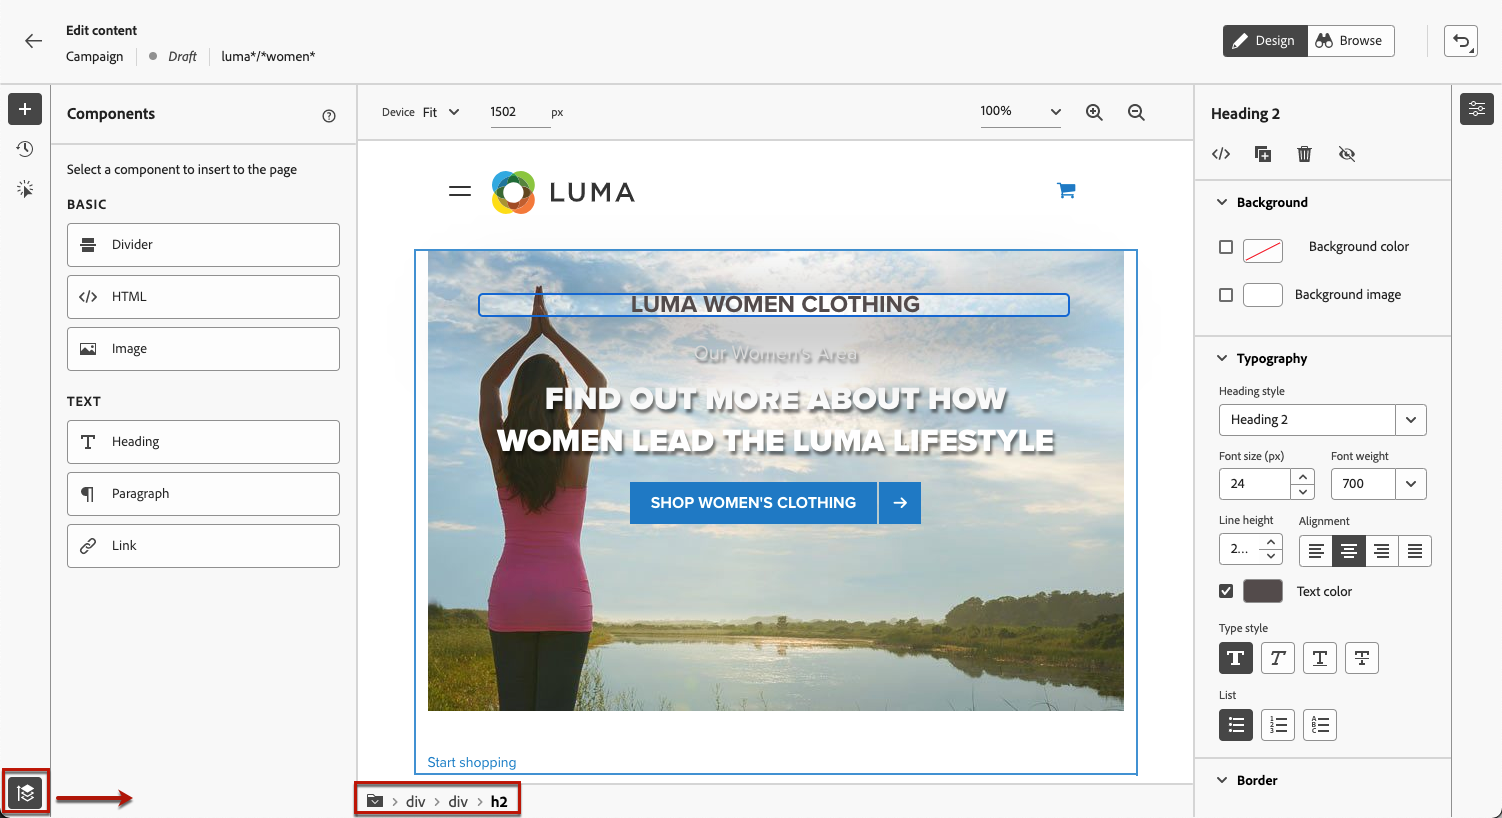 Edit content
Campaign
Draft
luma*/*women*
Design
Browse
Components
Select a component to insert to the page
BASIC
Divider
HTML
Image
TEXT
Heading
Paragraph
Link
Device Fit
1502 px
100%
LUMA
LUMA WOMEN CLOTHING
Our Women's Area
FIND OUT MORE ABOUT HOW
WOMEN LEAD THE LUMA LIFESTYLE
SHOP WOMEN'S CLOTHING
Start shopping
div
div
h2
Heading 2
Background
Background color
Background image
Typography
Heading style
Heading 2
Font size (px)
Font weight
24
700
Line height
Alignment
2...
Text color
Type style
List
Border